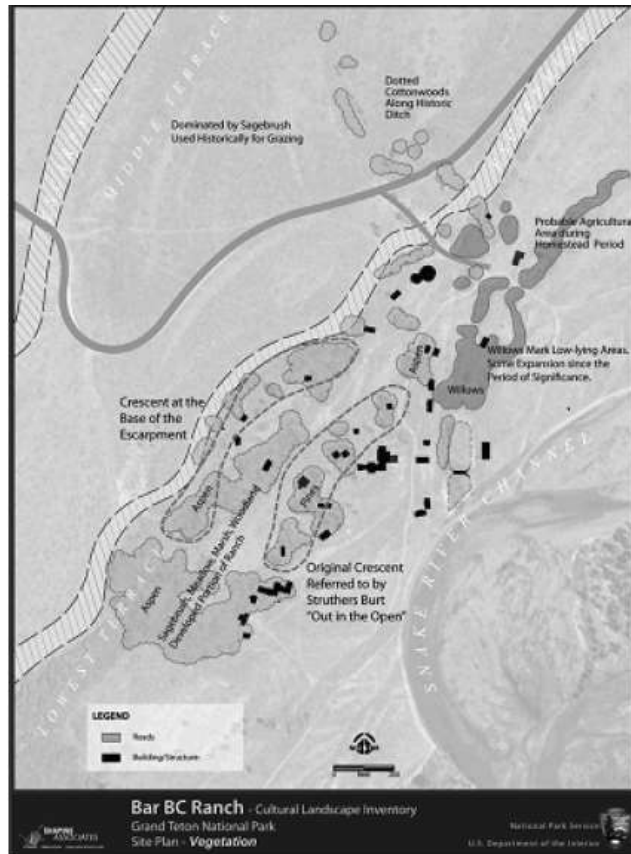 Dotted
Cottonwoods
Along Historic
Ditch
Dominated by Sagebrush
Used Historically for Grazing
MIDDLE TERRACE
Probable Agricultural
Area during
Homestead Period
Aspens
Willows Mark Low-lying Areas.
Some Expansion since the
Period of Significance.
Willows
Crescent at the
Base of the
Escarpment
Aspen
Pines
Sagebrush, Meadow, Marsh, Woodland
Developed Portion of Ranch
Aspen
Original Crescent
Referred to by
Struthers Burt
"Out in the Open"
SNAKE RIVER CHANNEL
LOWEST TERRACE
LEGEND
Roads
Building/Structure
Bar BC Ranch - Cultural Landscape Inventory
Grand Teton National Park
Site Plan - Vegetation
SHAPINS
ASSOCIATES
National Park Service
U.S. Department of the Interior